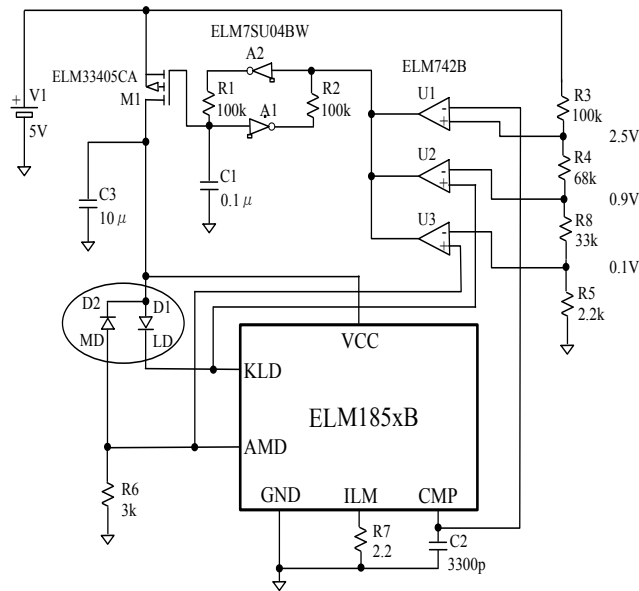 ELM7SU04BW
A2
ELM742B
ELM33405CA
V1
5V
M1
R1
100k
A1
R2
100k
U1
-
+
R3
100k
2.5V
C3
10μ
C1
0.1μ
U2
-
+
R4
68k
0.9V
U3
-
+
R8
33k
0.1V
R5
2.2k
D2
D1
MD
LD
VCC
KLD
ELM185xB
AMD
R6
3k
GND
ILM
CMP
R7
2.2
C2
3300p